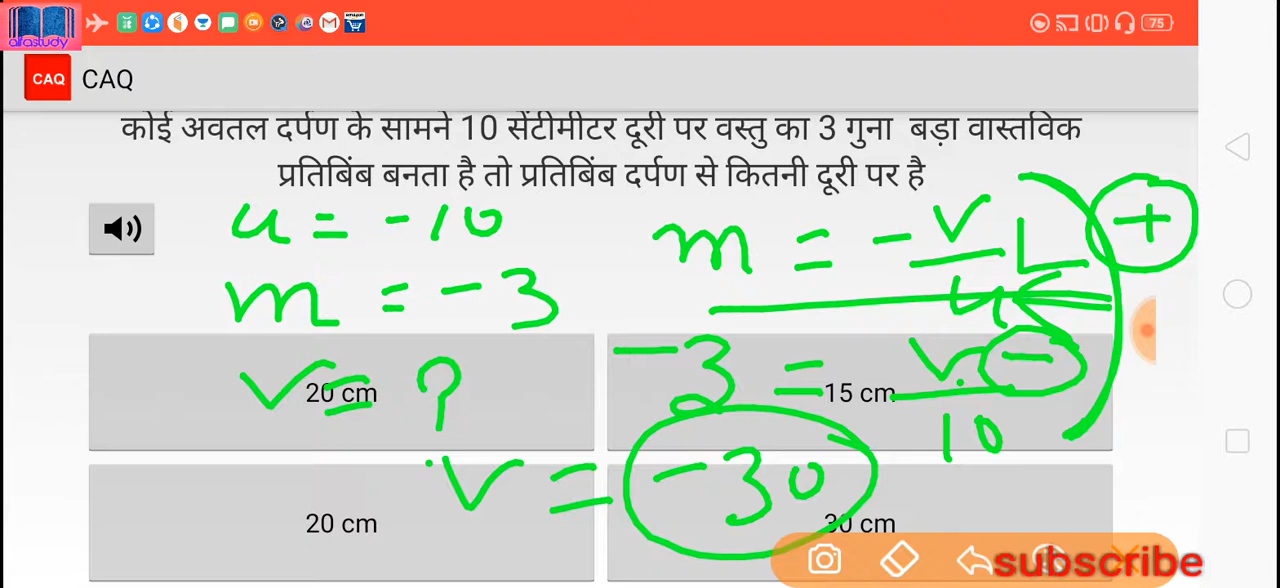 alfastudy
75
CAQ CAQ
कोई अवतल दर्पण के सामने 10 सेंटीमीटर दूरी पर वस्तु का 3 गुना बड़ा वास्तविक
प्रतिबिंब बनता है तो प्रतिबिंब दर्पण से कितनी दूरी पर है
u = -10
m = -v/u
+
m = -3
-3 = v/10
-
v = ?
20 cm
15 cm
v = -30
20 cm
30 cm
subscribe